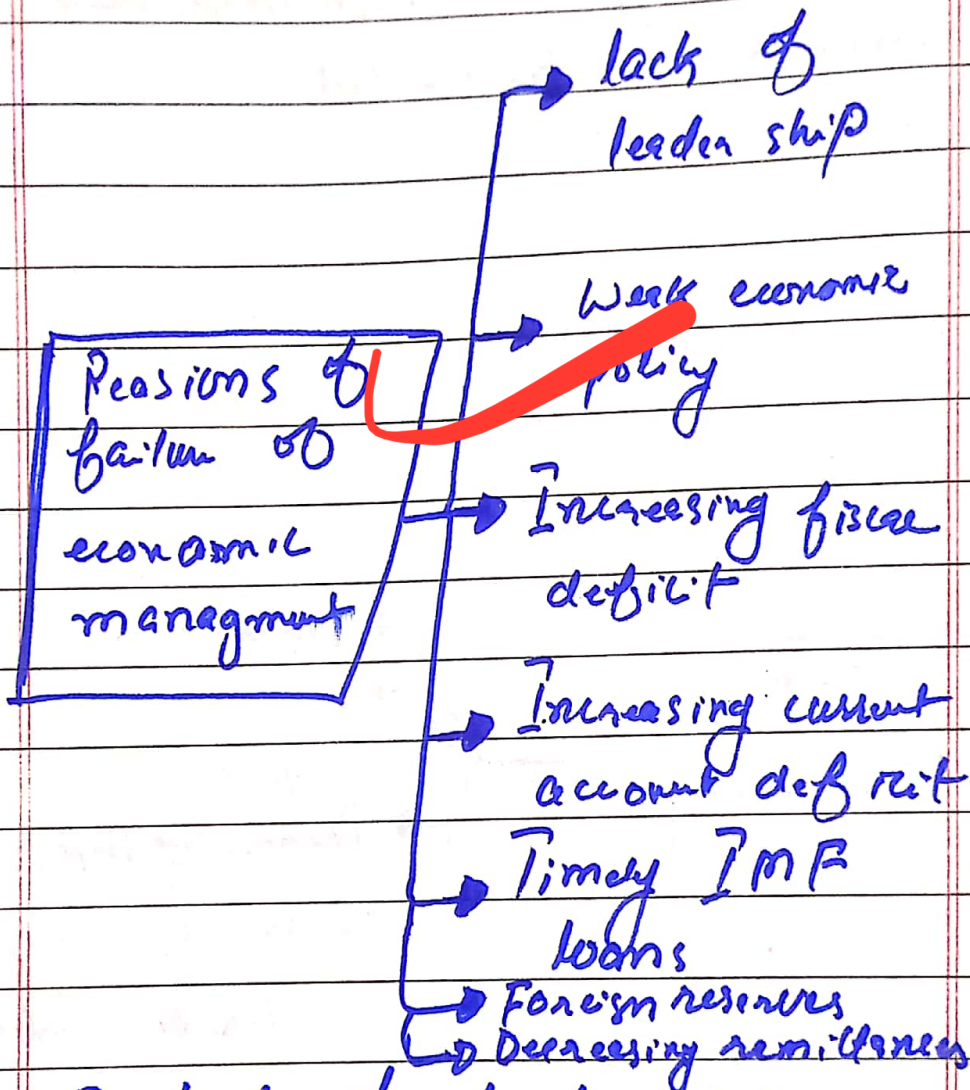 lack of
leader ship
Weak economic
policy
Reasions of
failure of
economic
managment
Increasing fiscal
deficit
Increasing current
account deficit
Timely IMF
loans
Foreign reserves
Decreasing remittances